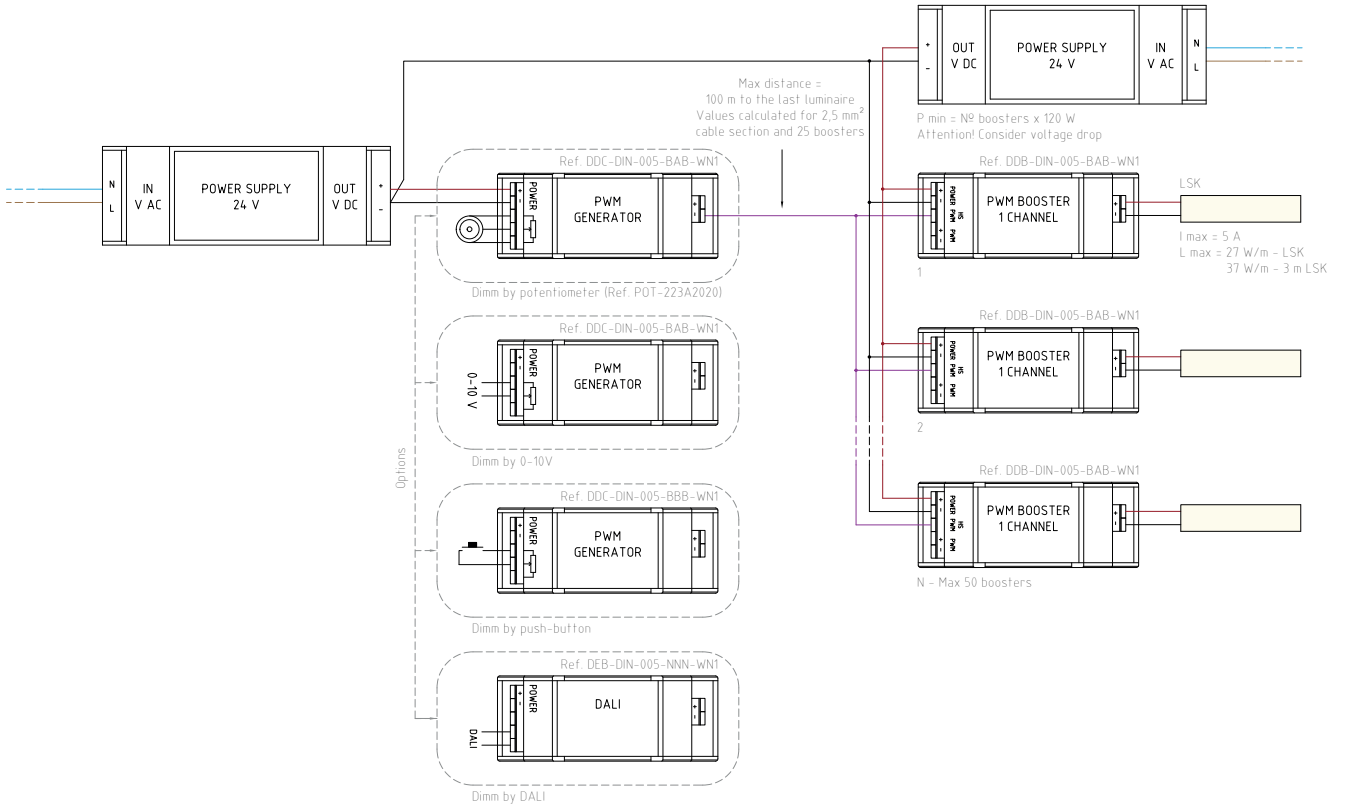 N
L
IN
V AC
POWER SUPPLY
24 V
OUT
V DC
+
-
+
-
OUT
V DC
POWER SUPPLY
24 V
IN
V AC
N
L
P min = Nº boosters x 120 W
Attention! Consider voltage drop
Max distance =
100 m to the last luminaire
Values calculated for 2,5 mm²
cable section and 25 boosters
Ref. DDC-DIN-005-BAB-WN1
+
-
POWER
PWM
GENERATOR
+
-
Dimm by potentiometer (Ref. POT-223A2020)
Ref. DDC-DIN-005-BAB-WN1
0-10 V
+
-
POWER
PWM
GENERATOR
+
-
Dimm by 0-10V
Options
Ref. DDC-DIN-005-BBB-WN1
+
-
POWER
PWM
GENERATOR
+
-
Dimm by push-button
Ref. DEB-DIN-005-NNN-WN1
DALI
+
-
POWER
DALI
+
-
Dimm by DALI
Ref. DDB-DIN-005-BAB-WN1
+
-
+
-
POWER
HS
PWM
PWM
PWM BOOSTER
1 CHANNEL
+
-
1
LSK
I max = 5 A
L max = 27 W/m - LSK
37 W/m - 3 m LSK
Ref. DDB-DIN-005-BAB-WN1
+
-
+
-
POWER
HS
PWM
PWM
PWM BOOSTER
1 CHANNEL
+
-
2
Ref. DDB-DIN-005-BAB-WN1
+
-
+
-
POWER
HS
PWM
PWM
PWM BOOSTER
1 CHANNEL
+
-
N - Max 50 boosters